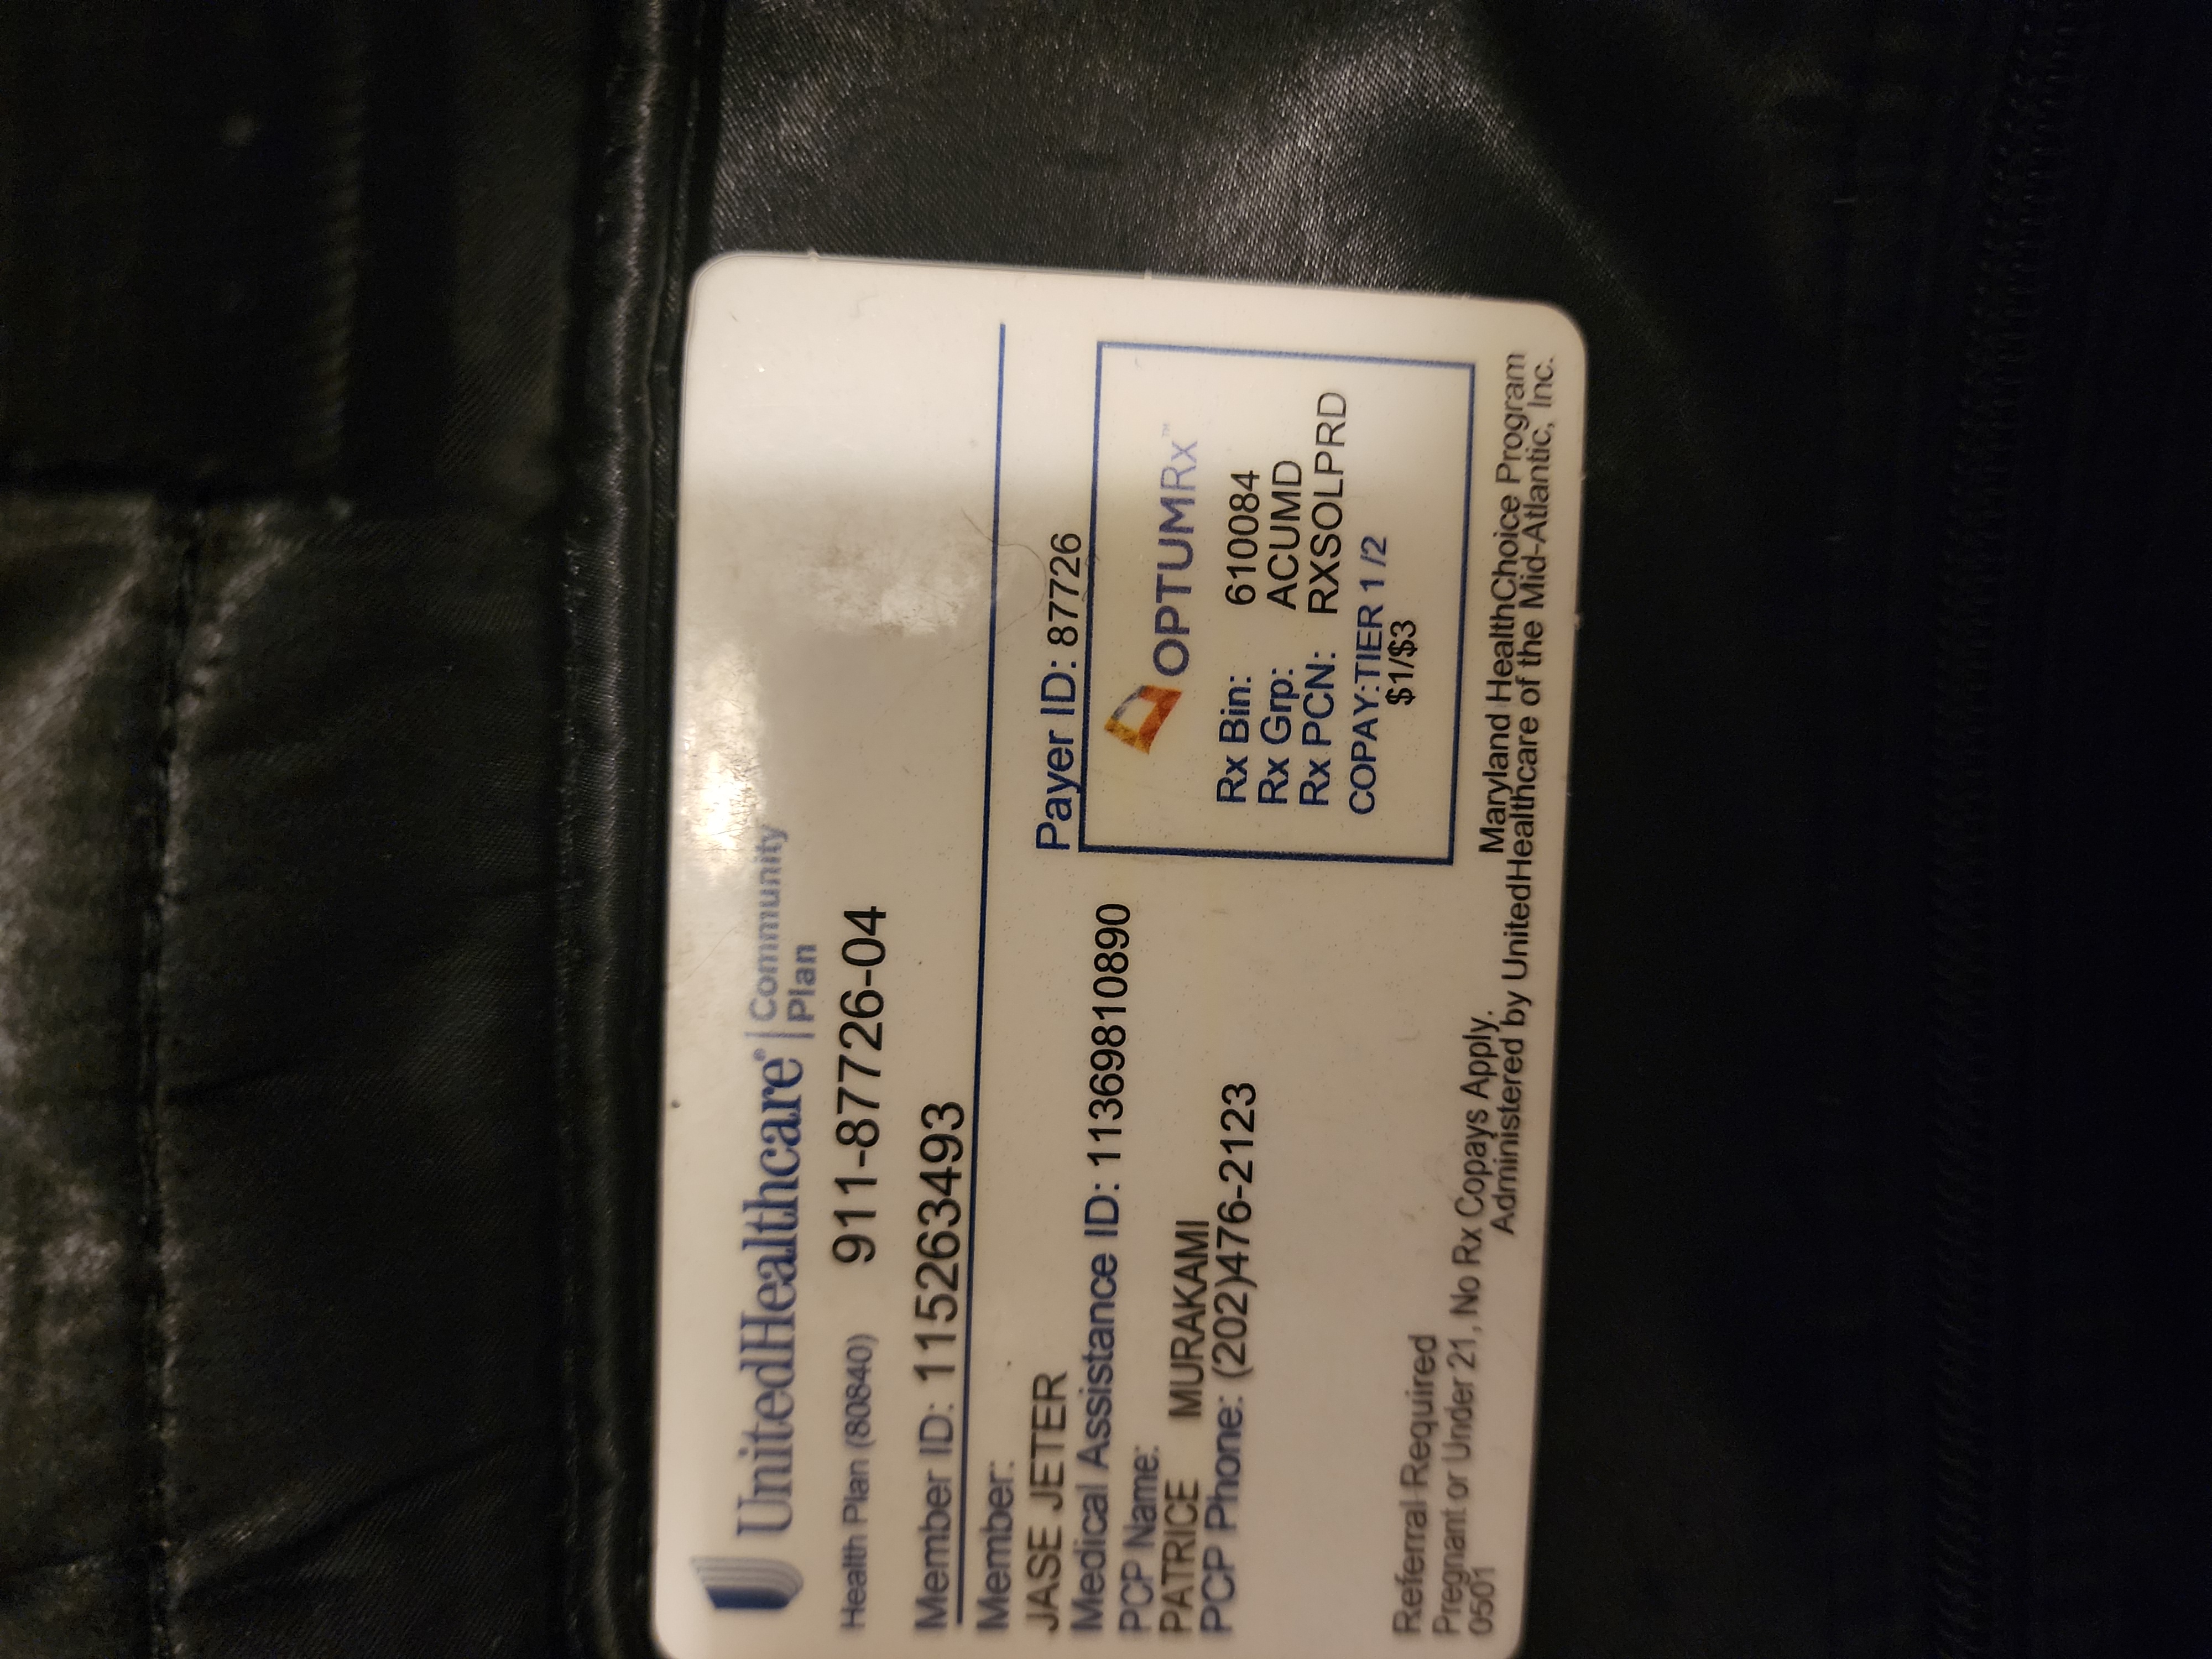 UnitedHealthcare® | Community
Plan
Health Plan (80840) 911-87726-04
Member ID: 115263493
Member:
JASE JETER
Medical Assistance ID: 11369810890
PCP Name:
PATRICE MURAKAMI
PCP Phone: (202)476-2123
Payer ID: 87726
OPTUMRx™
Rx Bin: 610084
Rx Grp: ACUMD
Rx PCN: RXSOLPRD
COPAY:TIER 1/2
$1/$3
Referral Required
Pregnant or Under 21, No Rx Copays Apply.
0501
Maryland HealthChoice Program
Administered by UnitedHealthcare of the Mid-Atlantic, Inc.